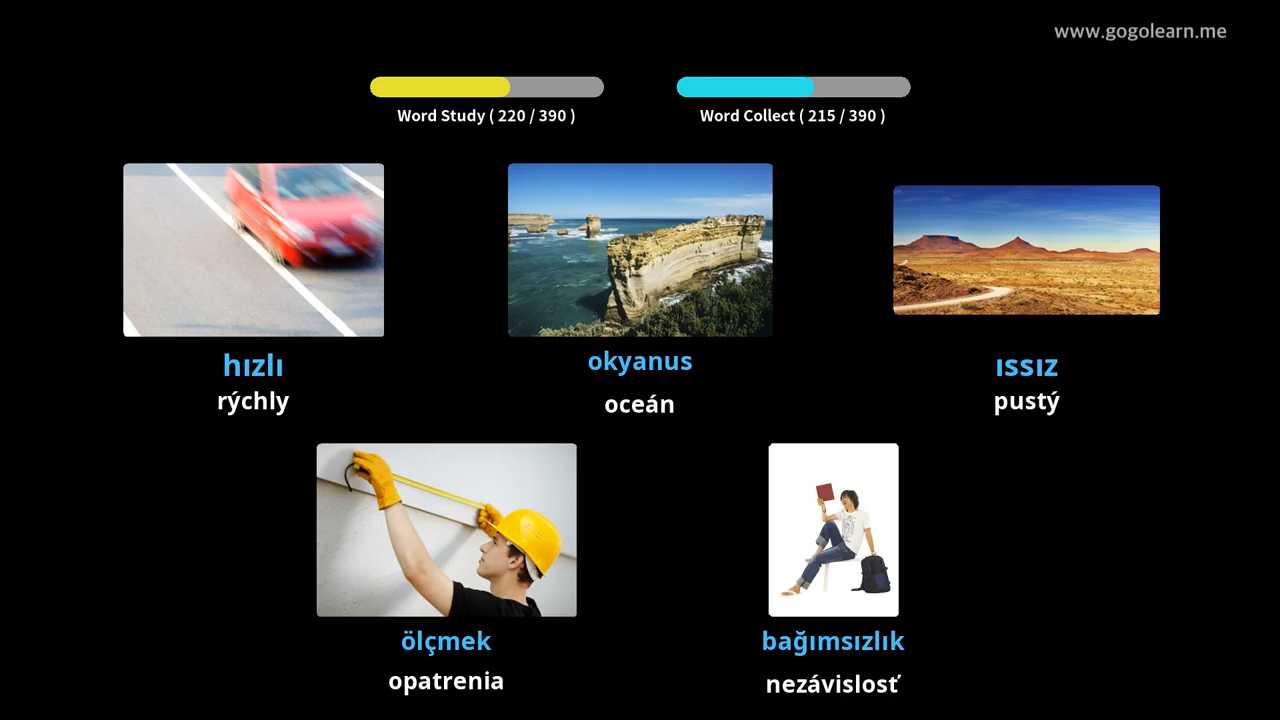 www.gogolearn.me
Word Study ( 220 / 390 )
Word Collect ( 215 / 390 )
hızlı
rýchly
okyanus
oceán
ıssız
pustý
ölçmek
opatrenia
bağımsızlık
nezávislosť